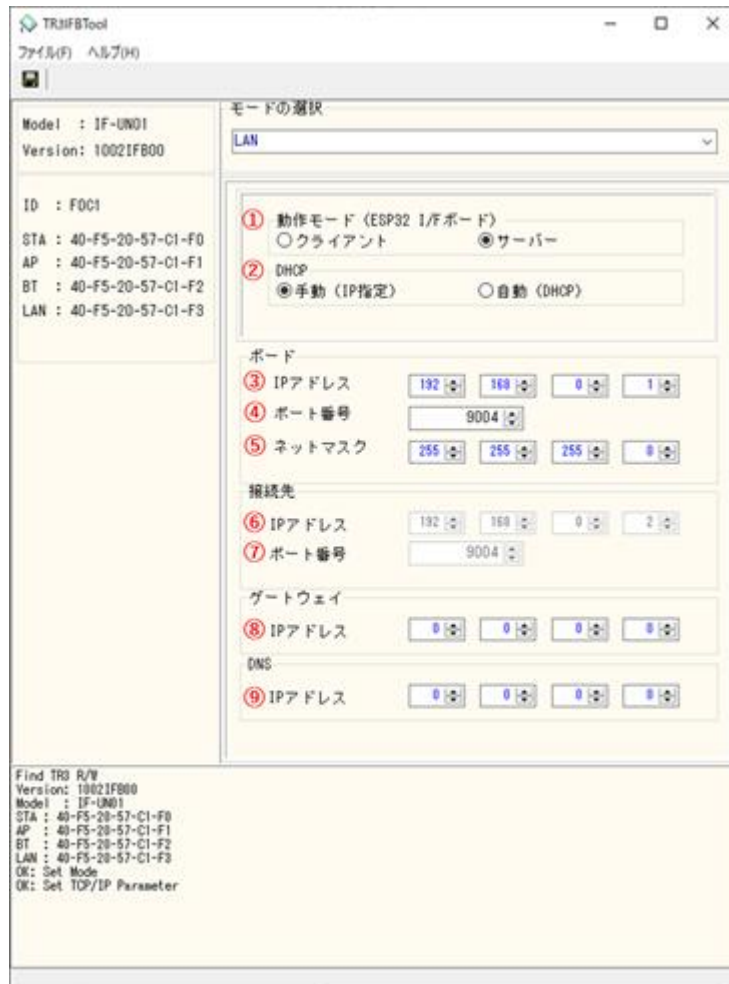 TR3IFBTool
ファイル(F) ヘルプ(H)
Model : IF-UN01
Version: 1002IFB00
ID : F0C1
STA : 40-F5-20-57-C1-F0
AP : 40-F5-20-57-C1-F1
BT : 40-F5-20-57-C1-F2
LAN : 40-F5-20-57-C1-F3
モードの選択
LAN
① 動作モード (ESP32 I/Fボード)
クライアント サーバー
② DHCP
手動 (IP指定) 自動 (DHCP)
ボード
③ IPアドレス 192 168 0 1
④ ポート番号 9004
⑤ ネットマスク 255 255 255 0
接続先
⑥ IPアドレス 192 168 0 2
⑦ ポート番号 9004
ゲートウェイ
⑧ IPアドレス 0 0 0 0
DNS
⑨ IPアドレス 0 0 0 0
Find TR3 R/W
Version: 1002IFB00
Model : IF-UN01
STA : 40-F5-20-57-C1-F0
AP : 40-F5-20-57-C1-F1
BT : 40-F5-20-57-C1-F2
LAN : 40-F5-20-57-C1-F3
OK: Set Mode
OK: Set TCP/IP Parameter